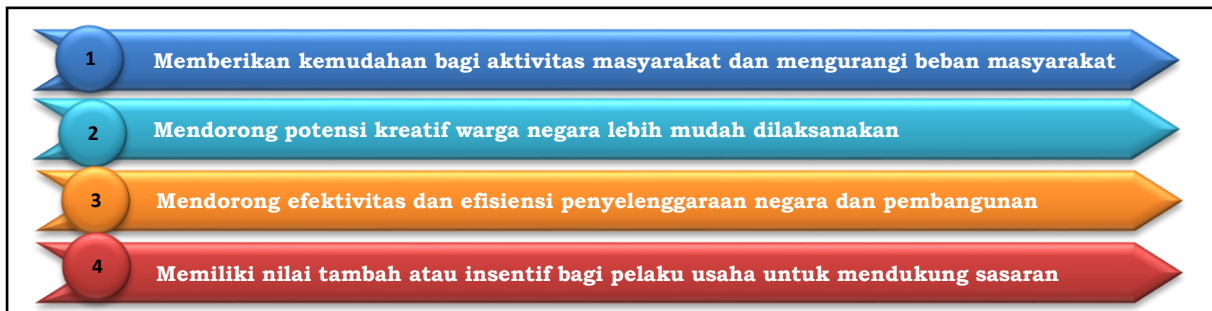 1 Memberikan kemudahan bagi aktivitas masyarakat dan mengurangi beban masyarakat
2 Mendorong potensi kreatif warga negara lebih mudah dilaksanakan
3 Mendorong efektivitas dan efisiensi penyelenggaraan negara dan pembangunan
4 Memiliki nilai tambah atau insentif bagi pelaku usaha untuk mendukung sasaran